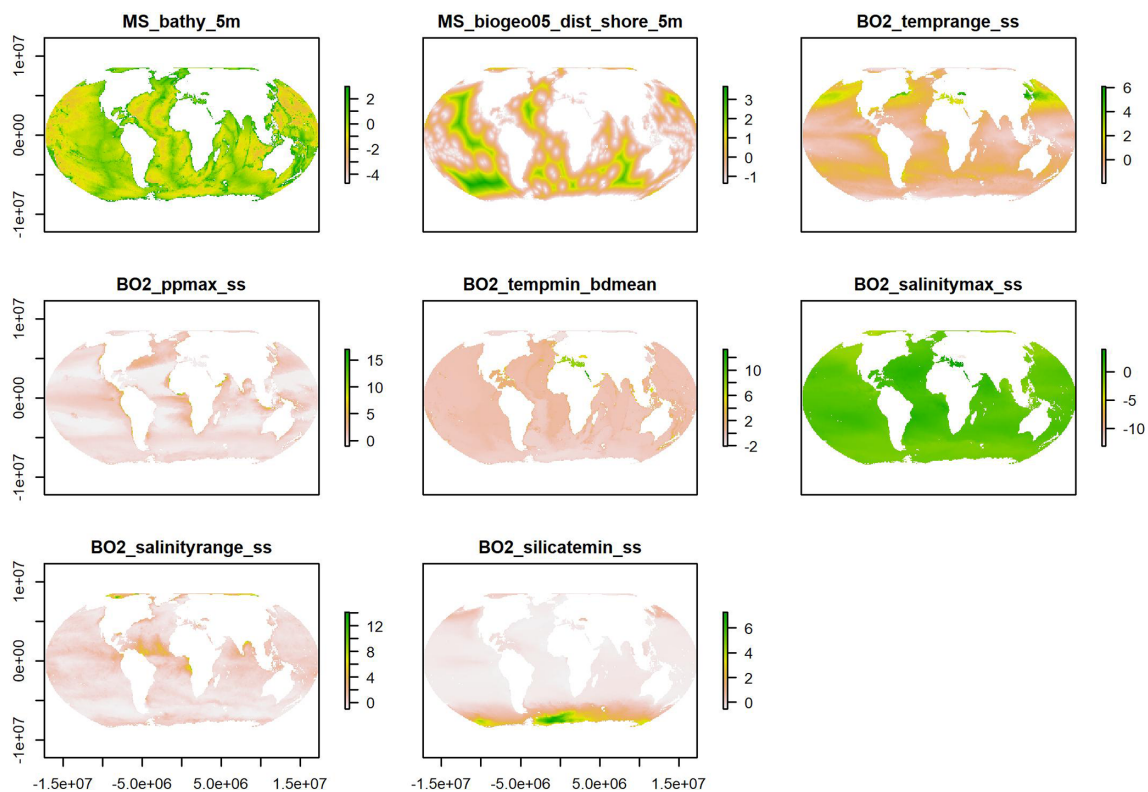 MS_bathy_5m
MS_biogeo05_dist_shore_5m
BO2_temprange_ss
1e+07
0e+00
-1e+07
2
0
-2
-4
3
2
1
0
-1
6
4
2
0
BO2_ppmax_ss
BO2_tempmin_bdmean
BO2_salinitymax_ss
1e+07
0e+00
-1e+07
15
10
5
0
10
6
2
-2
0
-5
-10
BO2_salinityrange_ss
BO2_silicatemin_ss
1e+07
0e+00
-1e+07
12
8
4
0
6
4
2
0
-1.5e+07
-5.0e+06
5.0e+06
1.5e+07
-1.5e+07
-5.0e+06
5.0e+06
1.5e+07